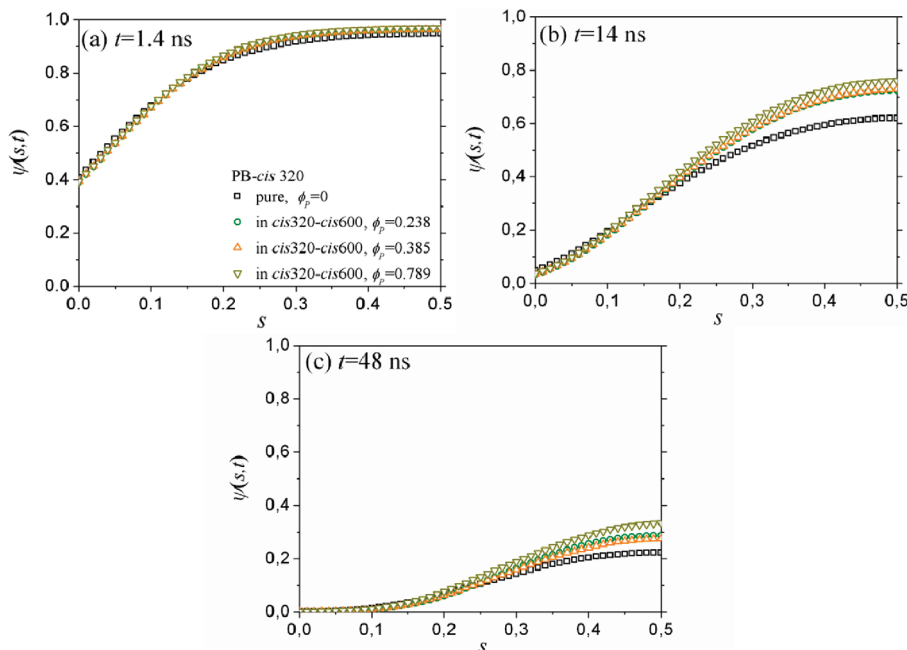 (a) t=1.4 ns
1,0
0,8
0,6
0,4
0,2
0,0
ψ(s,t)
PB-cis 320
pure, ϕP=0
in cis320-cis600, ϕP=0.238
in cis320-cis600, ϕP=0.385
in cis320-cis600, ϕP=0.789
0,0 0,1 0,2 0,3 0,4 0,5
s
(b) t=14 ns
1,0
0,8
0,6
0,4
0,2
0,0
ψ(s,t)
0,0 0,1 0,2 0,3 0,4 0,5
s
(c) t=48 ns
1,0
0,8
0,6
0,4
0,2
0,0
ψ(s,t)
0,0 0,1 0,2 0,3 0,4 0,5
s